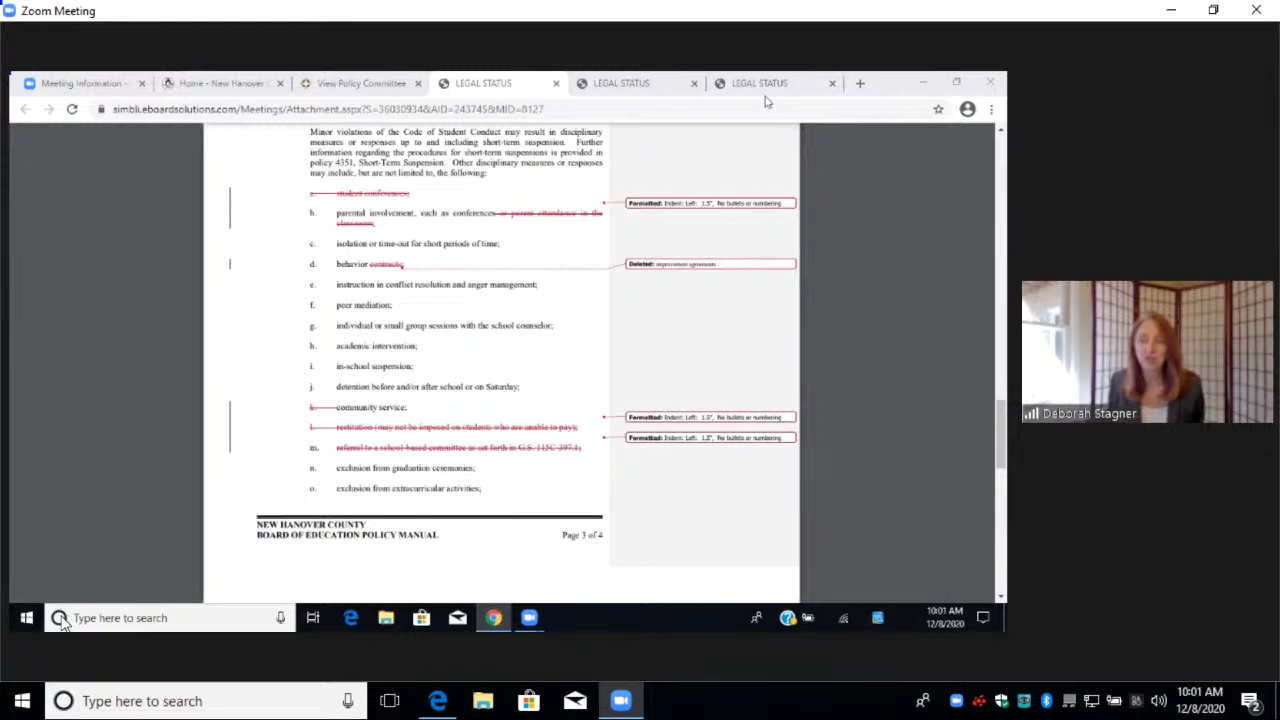 Zoom Meeting
Meeting Information -
Home - New Hanover
View Policy Committee
LEGAL STATUS
LEGAL STATUS
LEGAL STATUS
simbli.eboardsolutions.com/Meetings/Attachment.aspx?S=36030934&AID=243745&MID=8127
Minor violations of the Code of Student Conduct may result in disciplinary
measures or responses up to and including short-term suspension. Further
information regarding the procedures for short-term suspensions is provided in
policy 4351, Short-Term Suspension. Other disciplinary measures or responses
may include, but are not limited to, the following:
a. student conferences;
b. parental involvement, such as conferences or parent attendance in the
classroom;
c. isolation or time-out for short periods of time;
d. behavior contracts;
e. instruction in conflict resolution and anger management;
f. peer mediation;
g. individual or small group sessions with the school counselor;
h. academic intervention;
i. in-school suspension;
j. detention before and/or after school or on Saturday;
k. community service;
l. restitution (may not be imposed on students who are unable to pay);
m. referral to a school-based committee as set forth in G.S. 115C-397.1;
n. exclusion from graduation ceremonies;
o. exclusion from extracurricular activities;
Formatted: Indent: Left: 1.5", No bullets or numbering
Deleted: improvement agreements
Formatted: Indent: Left: 1.5", No bullets or numbering
Formatted: Indent: Left: 1.5", No bullets or numbering
NEW HANOVER COUNTY
BOARD OF EDUCATION POLICY MANUAL Page 3 of 4
Deborah Stagner
Type here to search
10:01 AM
12/8/2020
Type here to search
10:01 AM
12/8/2020
2